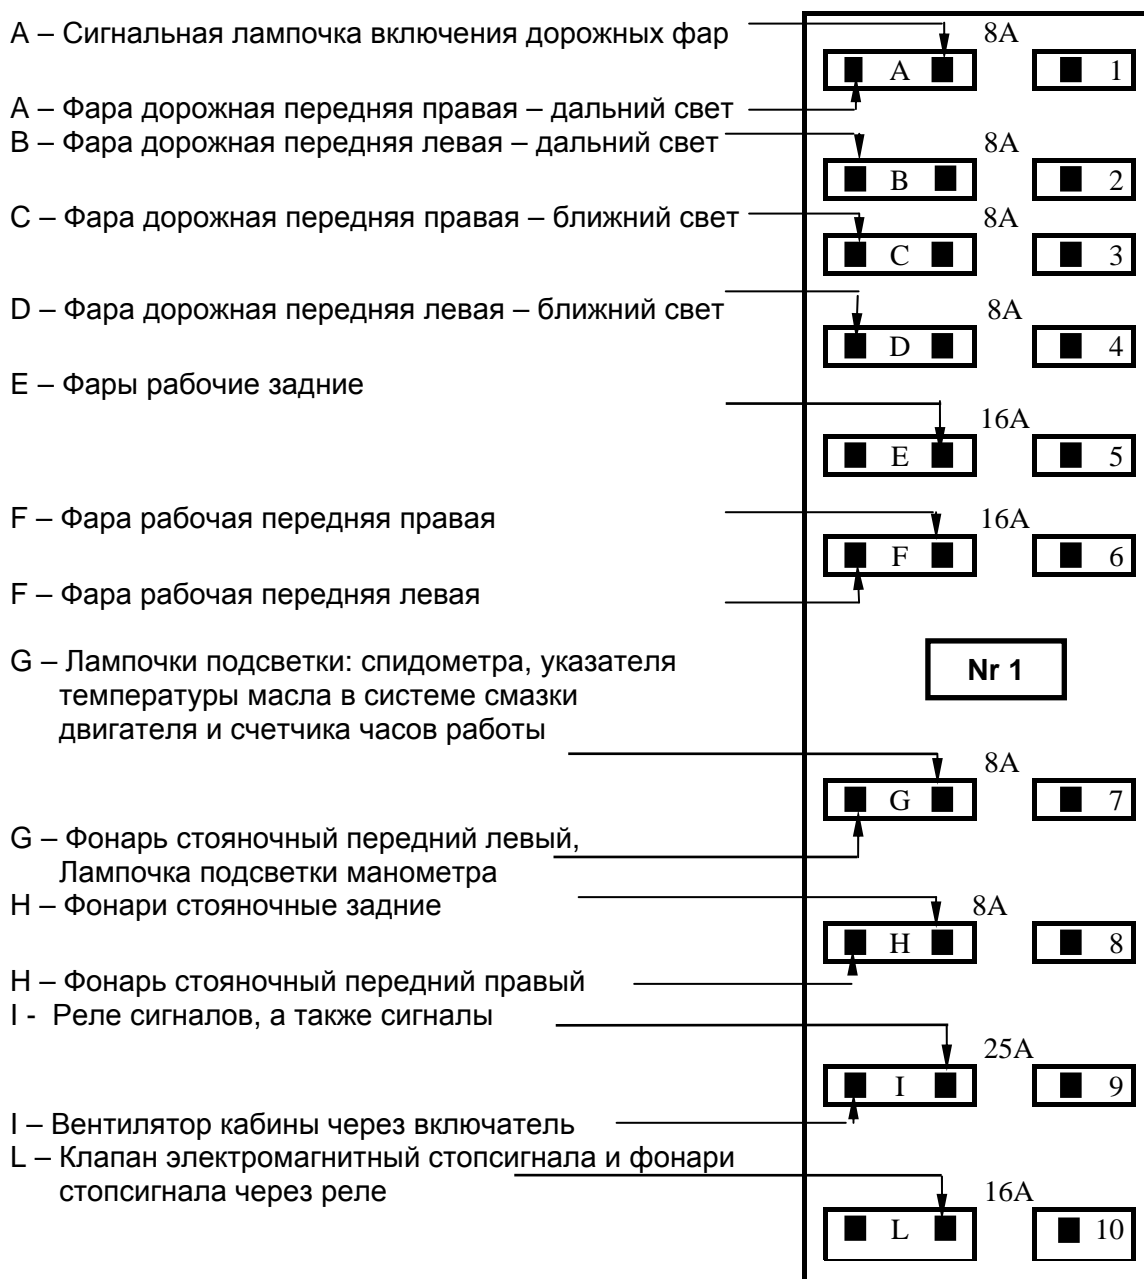 А – Сигнальная лампочка включения дорожных фар
8A
A
1
А – Фара дорожная передняя правая – дальний свет
В – Фара дорожная передняя левая – дальний свет
8A
B
2
С – Фара дорожная передняя правая – ближний свет
8A
C
3
D – Фара дорожная передняя левая – ближний свет
8A
D
4
Е – Фары рабочие задние
16A
E
5
F – Фара рабочая передняя правая
16A
F
6
F – Фара рабочая передняя левая
G – Лампочки подсветки: спидометра, указателя
температуры масла в системе смазки
двигателя и счетчика часов работы
Nr 1
8A
G
7
G – Фонарь стояночный передний левый,
Лампочка подсветки манометра
Н – Фонари стояночные задние
8A
H
8
Н – Фонарь стояночный передний правый
I - Реле сигналов, а также сигналы
25A
I
9
I – Вентилятор кабины через включатель
L – Клапан электромагнитный стопсигнала и фонари
стопсигнала через реле
16A
L
10